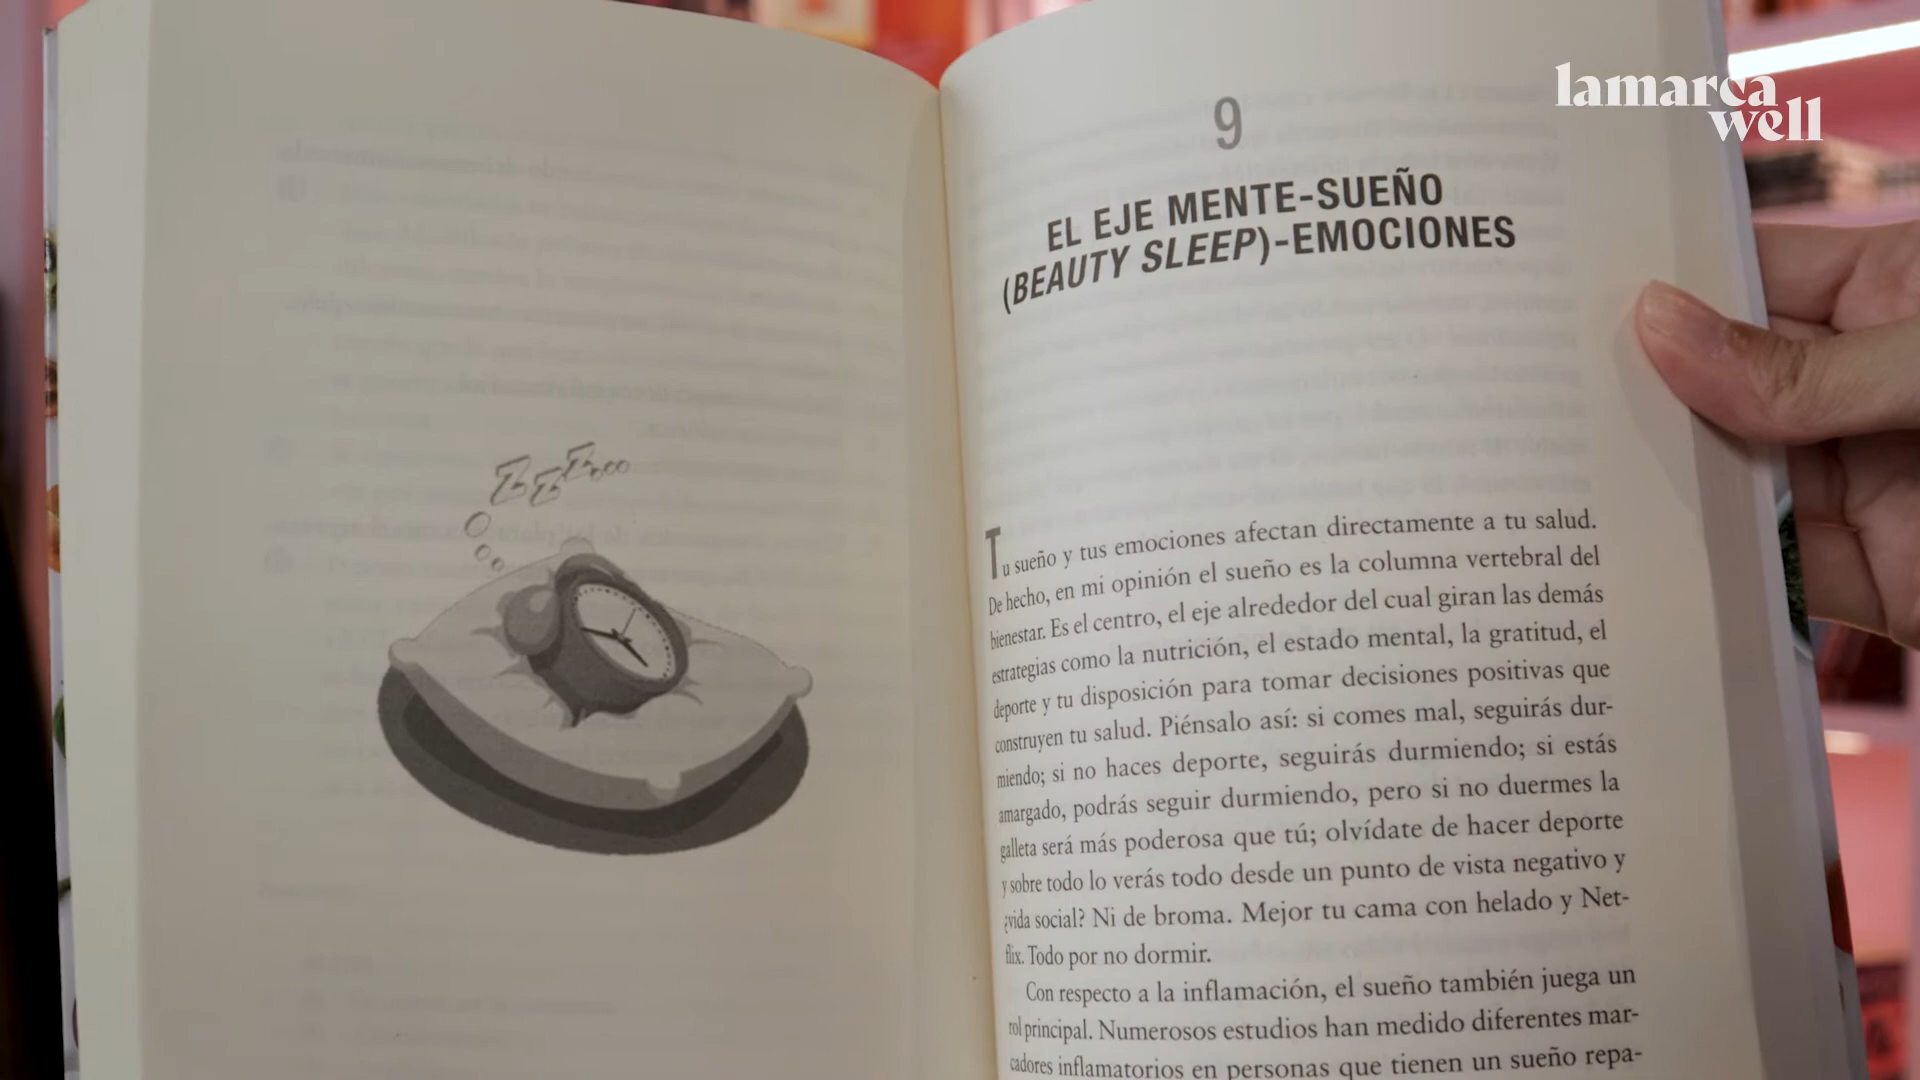 lamarca
well
ZZZ...
9
EL EJE MENTE-SUEÑO
(BEAUTY SLEEP)-EMOCIONES
Tu sueño y tus emociones afectan directamente a tu salud.
De hecho, en mi opinión el sueño es la columna vertebral del
bienestar. Es el centro, el eje alrededor del cual giran las demás
estrategias como la nutrición, el estado mental, la gratitud, el
deporte y tu disposición para tomar decisiones positivas que
construyen tu salud. Piénsalo así: si comes mal, seguirás dur-
miendo; si no haces deporte, seguirás durmiendo; si estás
amargado, podrás seguir durmiendo, pero si no duermes la
galleta será más poderosa que tú; olvídate de hacer deporte
y sobre todo lo verás todo desde un punto de vista negativo y
¿vida social? Ni de broma. Mejor tu cama con helado y Net-
flix. Todo por no dormir.
Con respecto a la inflamación, el sueño también juega un
rol principal. Numerosos estudios han medido diferentes mar-
cadores inflamatorios en personas que tienen un sueño repa-